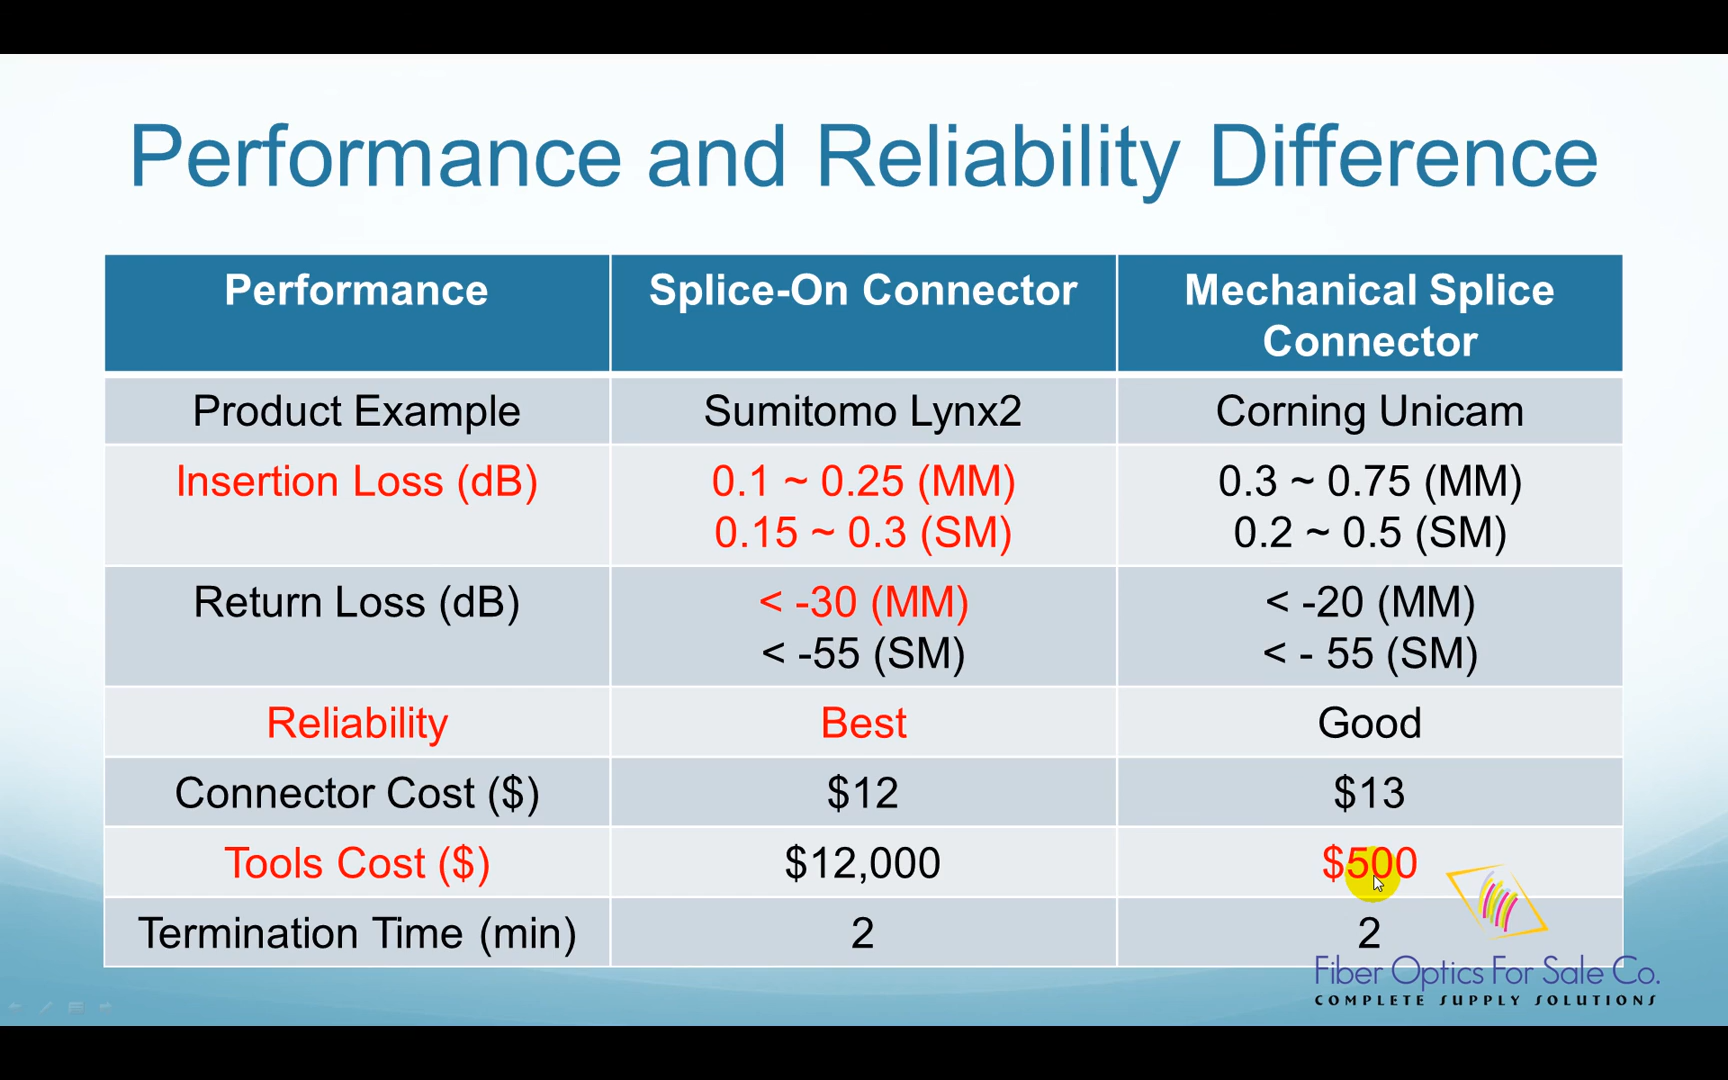 Performance and Reliability Difference
Performance
Splice-On Connector
Mechanical Splice
Connector
Product Example
Sumitomo Lynx2
Corning Unicam
Insertion Loss (dB)
0.1 ~ 0.25 (MM)
0.15 ~ 0.3 (SM)
0.3 ~ 0.75 (MM)
0.2 ~ 0.5 (SM)
Return Loss (dB)
< -30 (MM)
< -55 (SM)
< -20 (MM)
< - 55 (SM)
Reliability
Best
Good
Connector Cost ($)
$12
$13
Tools Cost ($)
$12,000
$500
Termination Time (min)
2
2
Fiber Optics For Sale Co.
COMPLETE SUPPLY SOLUTIONS